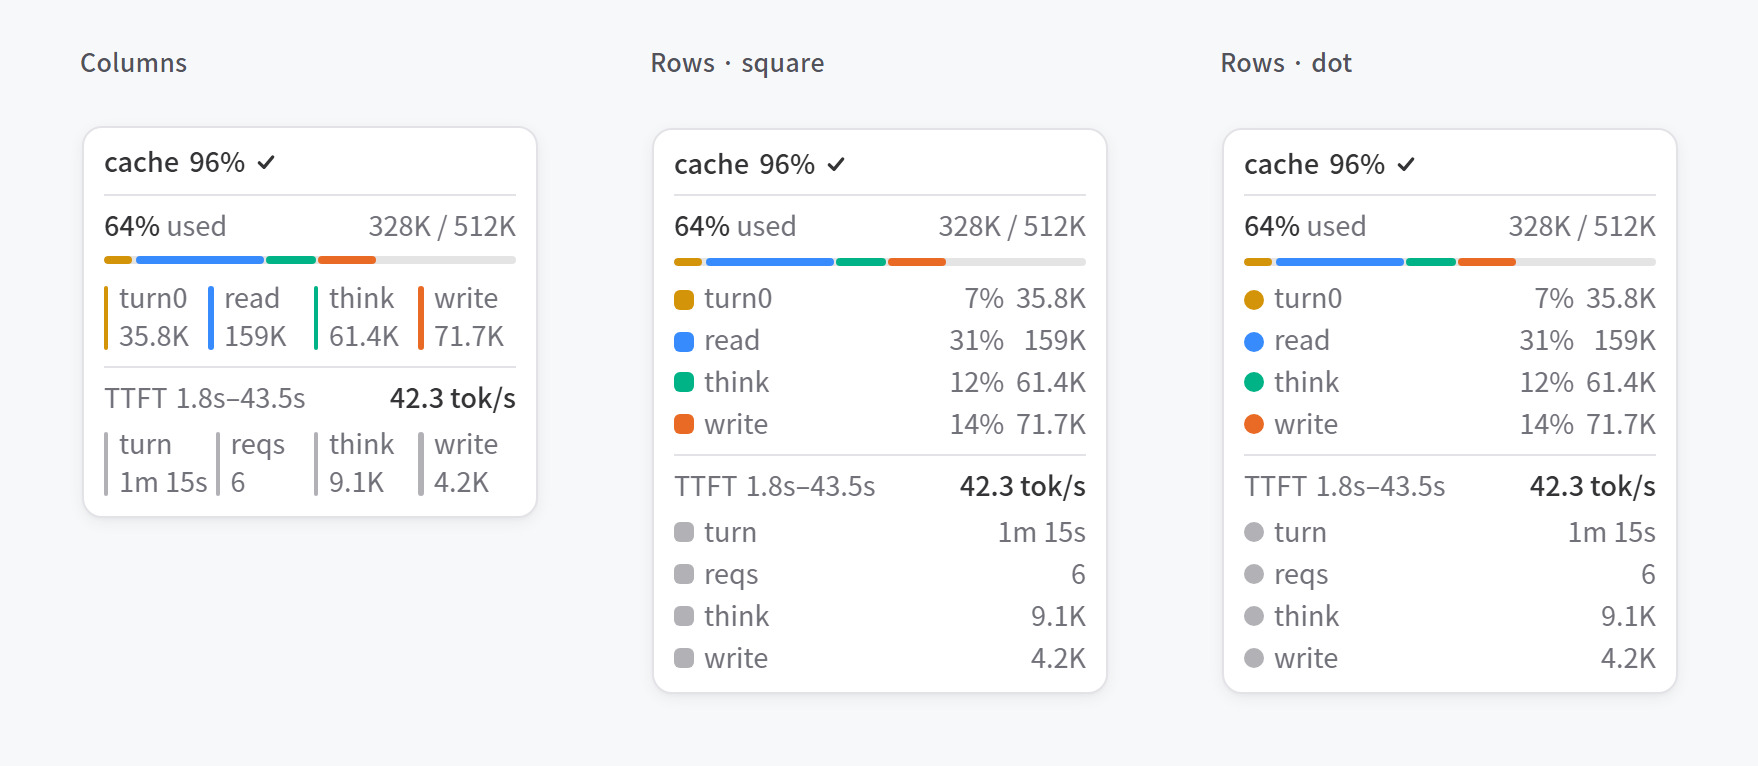 Columns
cache 96% ✓
64% used 328K / 512K
turn0 read think write
35.8K 159K 61.4K 71.7K
TTFT 1.8s–43.5s 42.3 tok/s
turn reqs think write
1m 15s 6 9.1K 4.2K
Rows · square
cache 96% ✓
64% used 328K / 512K
turn0 7% 35.8K
read 31% 159K
think 12% 61.4K
write 14% 71.7K
TTFT 1.8s–43.5s 42.3 tok/s
turn 1m 15s
reqs 6
think 9.1K
write 4.2K
Rows · dot
cache 96% ✓
64% used 328K / 512K
turn0 7% 35.8K
read 31% 159K
think 12% 61.4K
write 14% 71.7K
TTFT 1.8s–43.5s 42.3 tok/s
turn 1m 15s
reqs 6
think 9.1K
write 4.2K